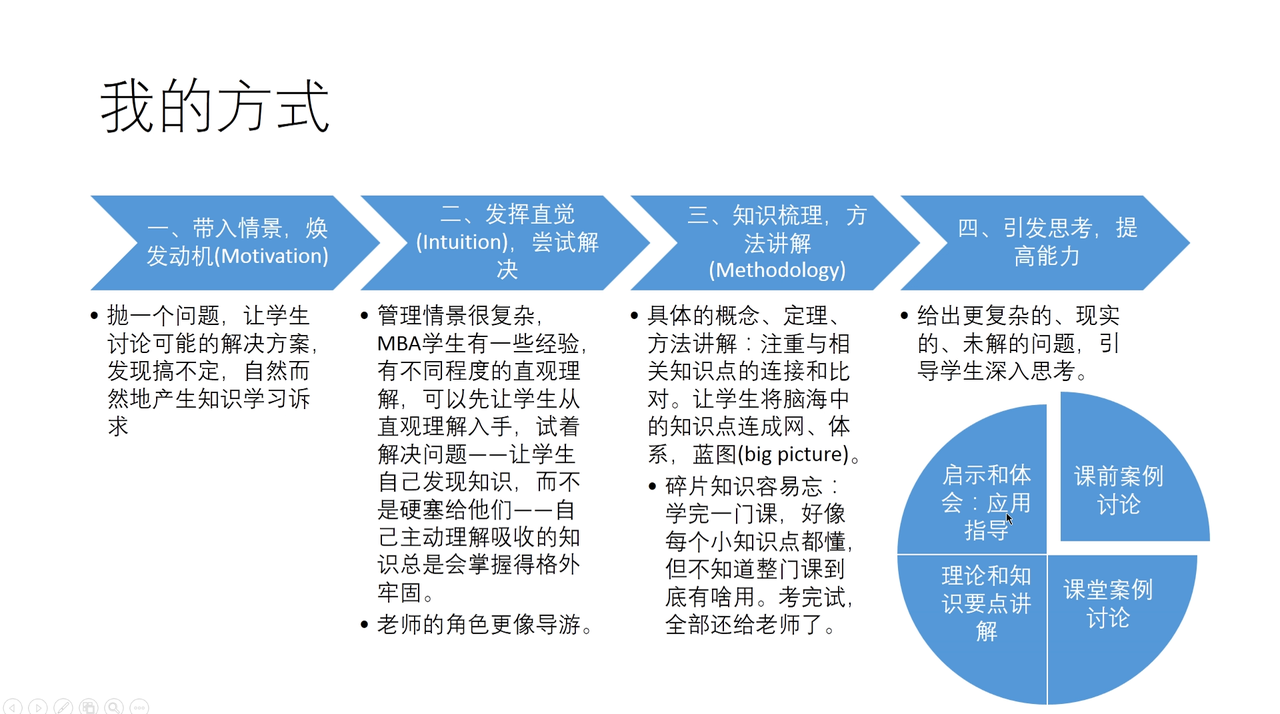 我的方式
一、带入情景，焕
发动机(Motivation)
二、发挥直觉
(Intuition)，尝试解
决
三、知识梳理，方
法讲解
(Methodology)
四、引发思考，提
高能力
• 抛一个问题，让学生
讨论可能的解决方案，
发现搞不定，自然而
然地产生知识学习诉
求
• 管理情景很复杂，
MBA学生有一些经验，
有不同程度的直观理
解，可以先让学生从
直观理解入手，试着
解决问题——让学生
自己发现知识，而不
是硬塞给他们——自
己主动理解吸收的知
识总是会掌握得格外
牢固。
• 老师的角色更像导游。
• 具体的概念、定理、
方法讲解：注重与相
关知识点的连接和比
对。让学生将脑海中
的知识点连成网、体
系，蓝图(big picture)。
• 碎片知识容易忘：
学完一门课，好像
每个小知识点都懂，
但不知道整门课到
底有啥用。考完试，
全部还给老师了。
• 给出更复杂的、现实
的、未解的问题，引
导学生深入思考。
启示和体
会：应用
指导
课前案例
讨论
理论和知
识要点讲
解
课堂案例
讨论